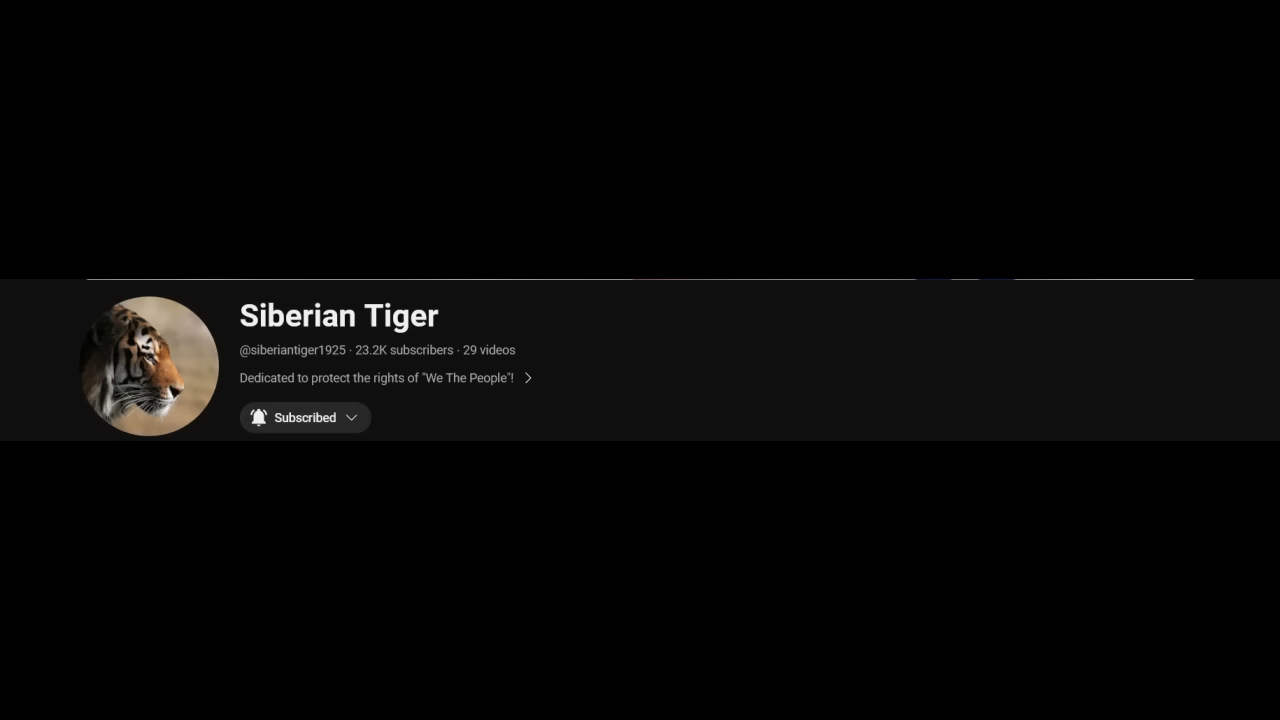 Siberian Tiger
@siberiantiger1925 · 23.2K subscribers · 29 videos
Dedicated to protect the rights of "We The People"!
Subscribed